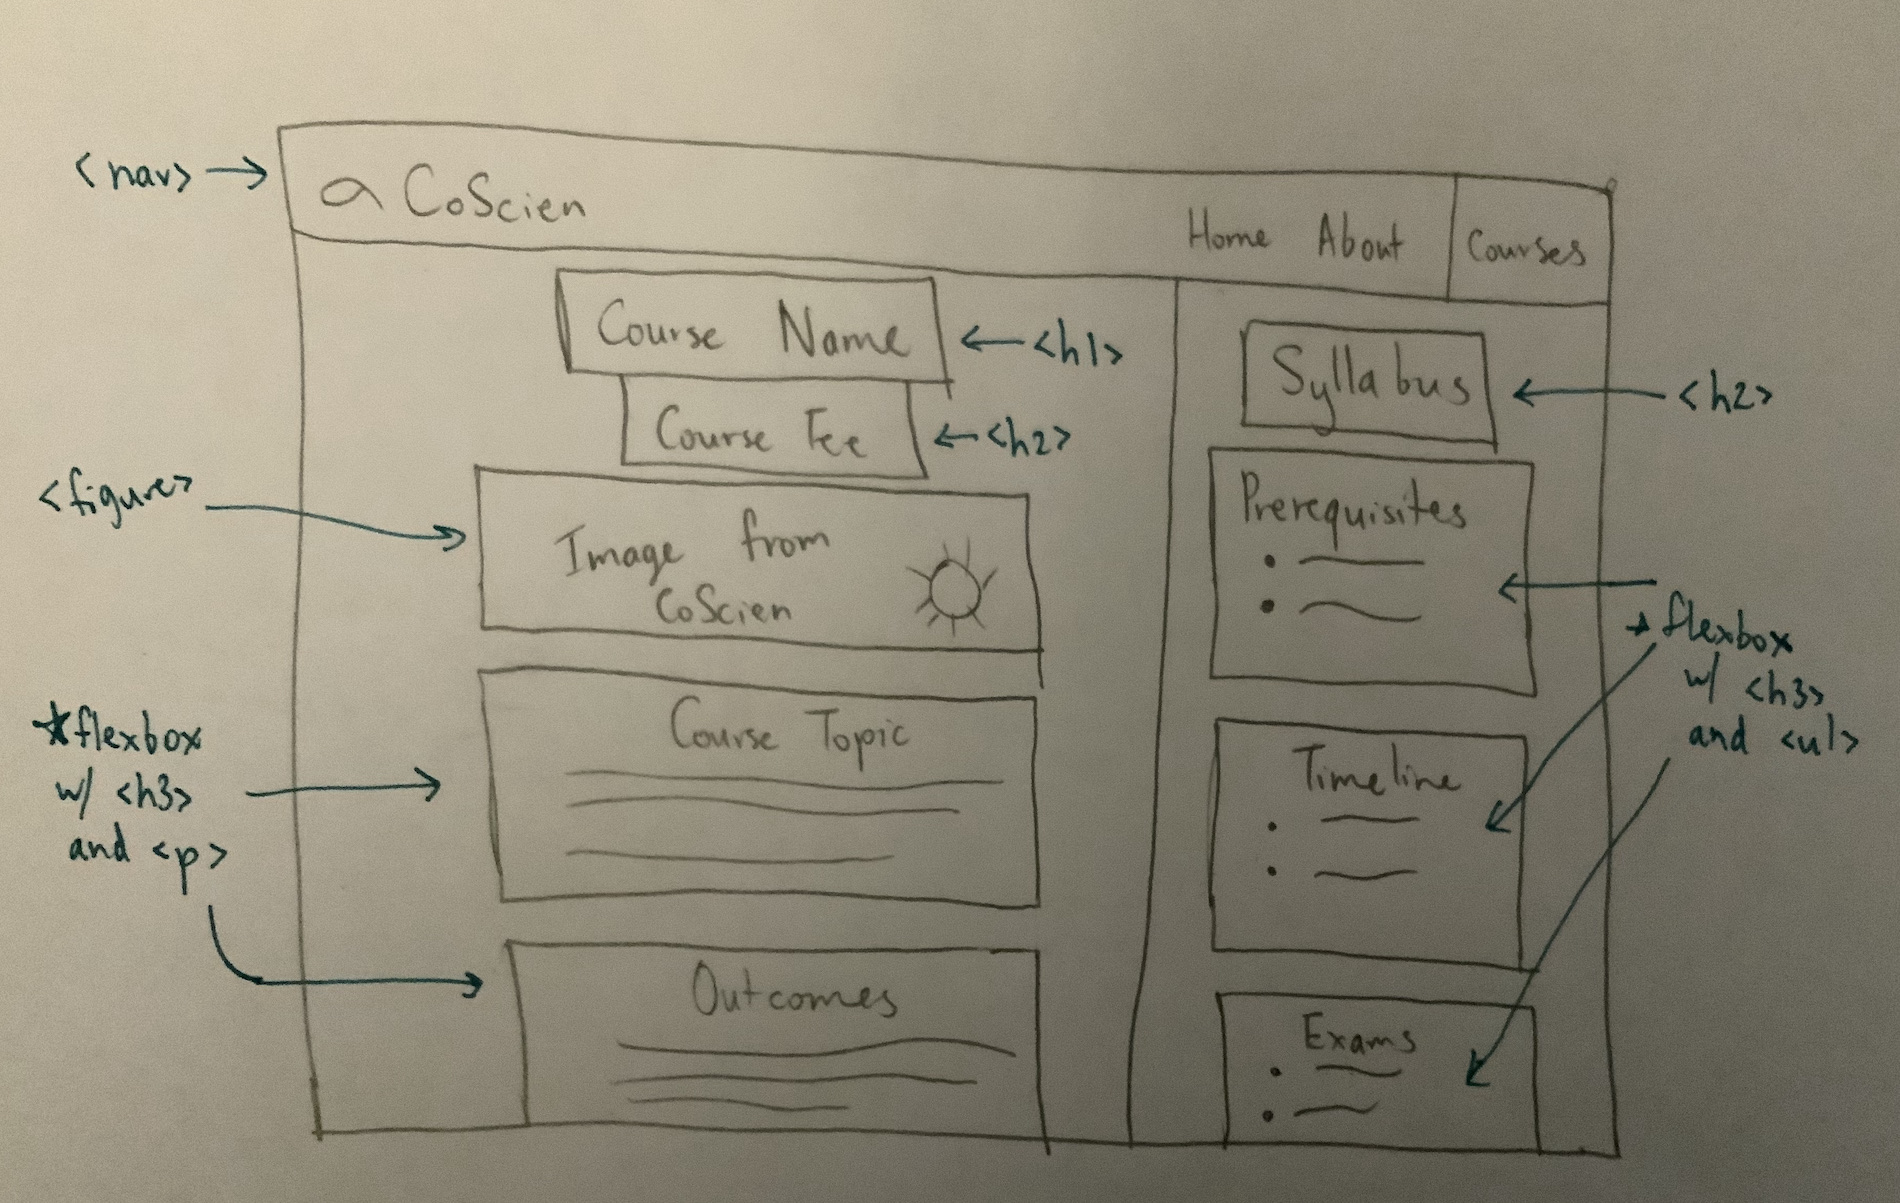 <nav>
CoScien
Home About Courses
Course Name
<h1>
Course Fee
<h2>
<figure>
Image from
CoScien
★flexbox
w/ <h3>
and <p>
Course Topic
Outcomes
Syllabus
<h2>
Prerequisites
★flexbox
w/ <h3>
and <ul>
Timeline
Exams